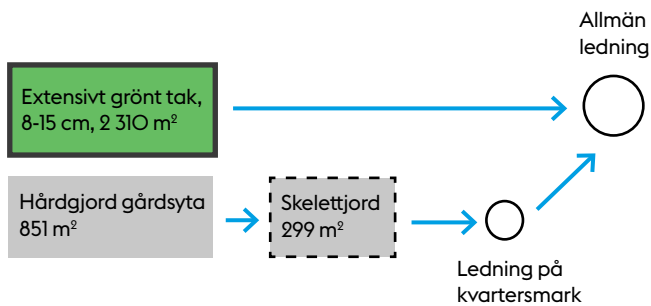 Allmän
ledning
Extensivt grönt tak,
8-15 cm, 2 310 m²
Hårdgjord gårdsyta
851 m²
Skelettjord
299 m²
Ledning på
kvartersmark